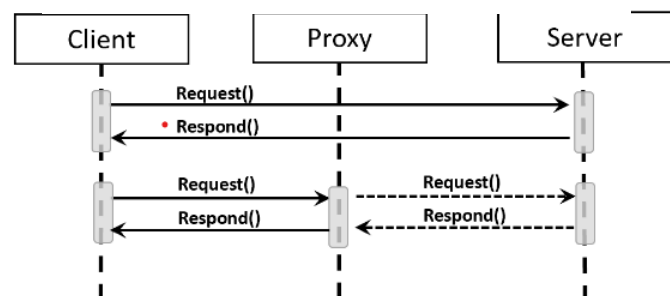 Client Proxy Server
Request()
Respond()
Request() Request()
Respond() Respond()